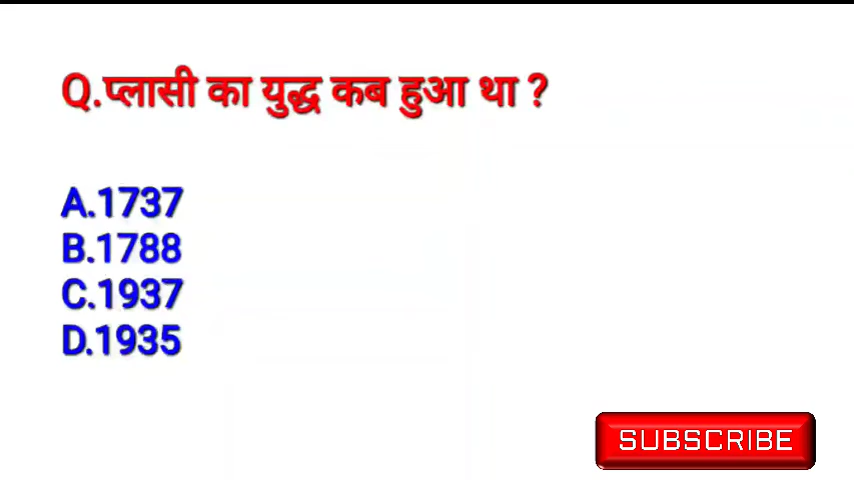 Q.प्लासी का युद्ध कब हुआ था ?
A.1737
B.1788
C.1937
D.1935
SUBSCRIBE